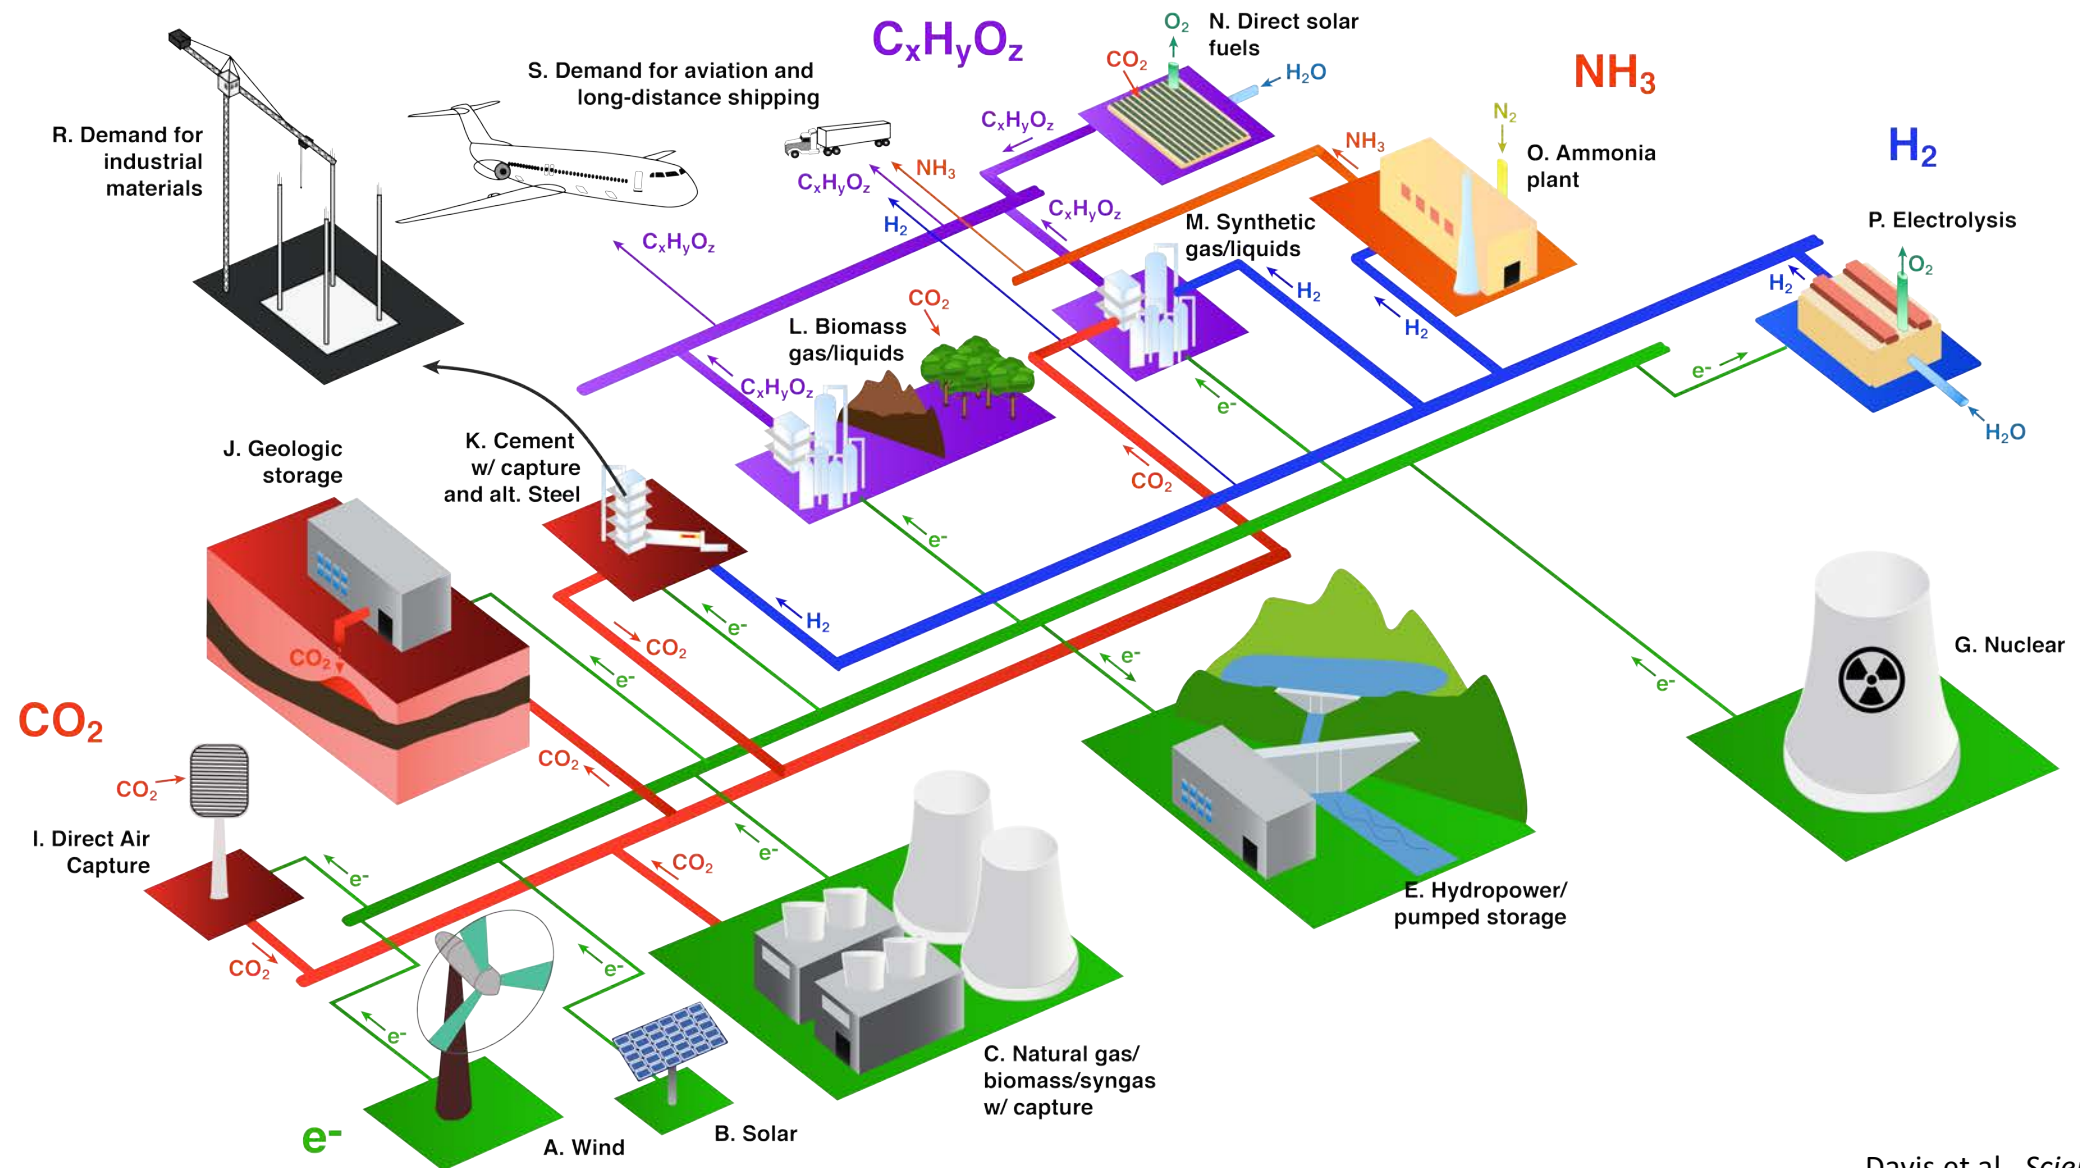 CxHyOz
O2
N. Direct solar
fuels
CO2
H2O
NH3
S. Demand for aviation and
long-distance shipping
R. Demand for
industrial
materials
CxHyOz
N2
NH3
O. Ammonia
plant
H2
CxHyOz
NH3
H2
CxHyOz
CxHyOz
M. Synthetic
gas/liquids
P. Electrolysis
O2
H2
H2
H2
CO2
L. Biomass
gas/liquids
CxHyOz
e-
e-
H2O
J. Geologic
storage
K. Cement
w/ capture
and alt. Steel
CO2
e-
H2
e-
CO2
e-
CO2
e-
G. Nuclear
e-
CO2
CO2
CO2
I. Direct Air
Capture
e-
CO2
e-
CO2
e-
e-
E. Hydropower/
pumped storage
C. Natural gas/
biomass/syngas
w/ capture
e-
A. Wind
B. Solar
Davis et al.,